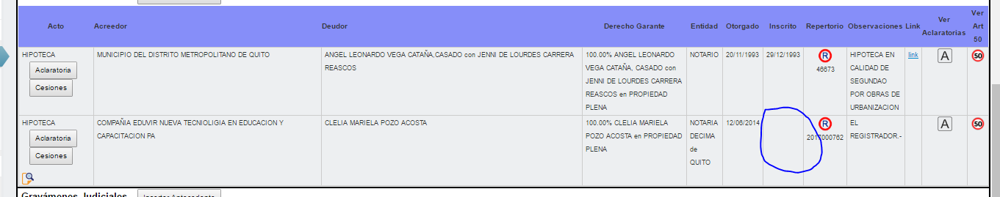 Acto Acreedor Deudor Derecho Garante Entidad Otorgado Inscrito Repertorio Observaciones Link Ver Aclaratorias Ver Art 50
HIPOTECA
Aclaratoria
Cesiones
MUNICIPIO DEL DISTRITO METROPOLITANO DE QUITO
ANGEL LEONARDO VEGA CATAÑA,CASADO con JENNI DE LOURDES CARRERA
REASCOS
100.00% ANGEL LEONARDO
VEGA CATAÑA, CASADO con
JENNI DE LOURDES CARRERA
REASCOS en PROPIEDAD
PLENA
NOTARIO
20/11/1993
29/12/1993
R
46673
HIPOTECA EN
CALIDAD DE
SEGUNDAO
POR OBRAS DE
URBANIZACION
link
A
50
HIPOTECA
Aclaratoria
Cesiones
COMPAÑIA EDUVIR NUEVA TECNIOLIGIA EN EDUCACION Y
CAPACITACION PA
CLELIA MARIELA POZO ACOSTA
100.00% CLELIA MARIELA
POZO ACOSTA en PROPIEDAD
PLENA
NOTARIA
DECIMA
de
QUITO
12/06/2014
R
2017000762
EL
REGISTRADOR.-
A
50
Gravámenes Judiciales Insertar Antecedente